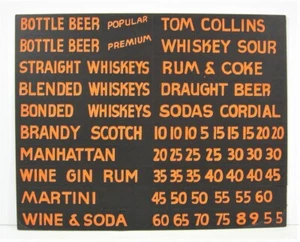 BOTTLE BEER POPULAR TOM COLLINS
BOTTLE BEER PREMIUM WHISKEY SOUR
STRAIGHT WHISKEYS RUM & COKE
BLENDED WHISKEYS DRAUGHT BEER
BONDED WHISKEYS SODAS CORDIAL
BRANDY SCOTCH 10 10 10 5 15 15 15 20 20
MANHATTAN 20 25 25 25 30 30 30
WINE GIN RUM 35 35 35 40 40 40 45
MARTINI 45 50 50 55 55 60
WINE & SODA 60 65 70 75 8 9 5 5